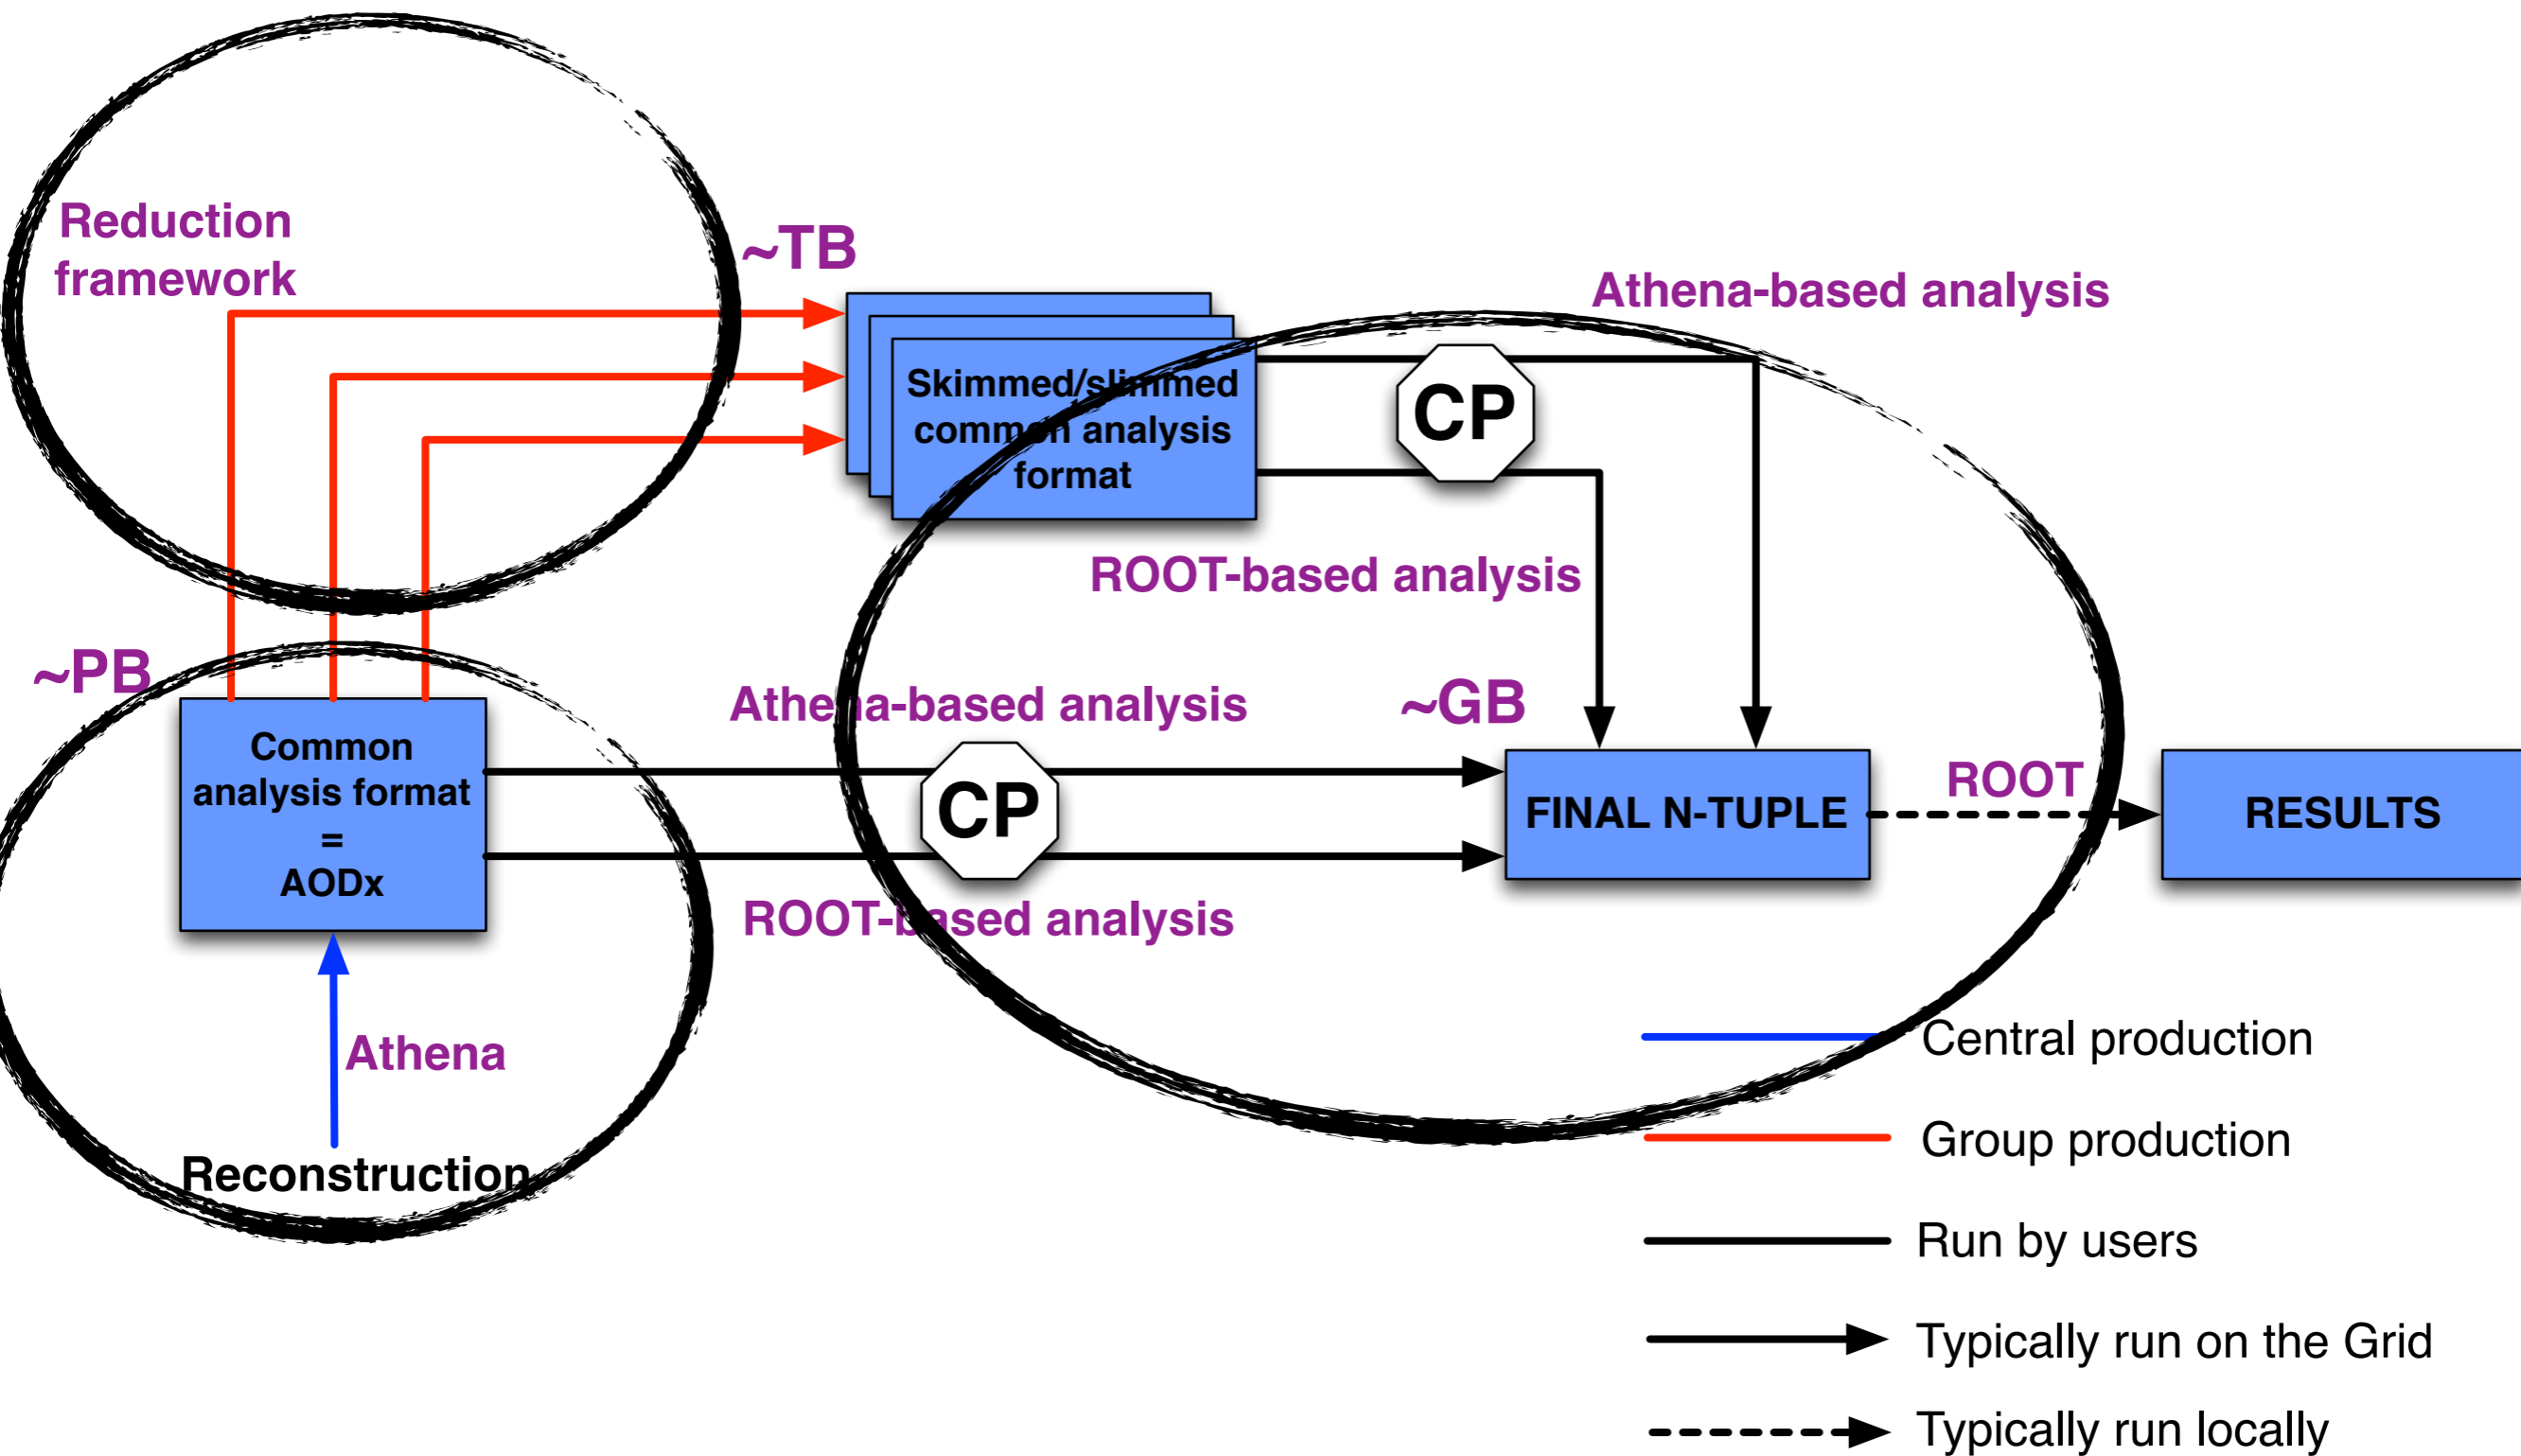 Reduction
framework
~TB
Athena-based analysis
Skimmed/slimmed
common analysis
format
CP
ROOT-based analysis
~PB
Common
analysis format
=
AODx
Athena-based analysis
~GB
CP
FINAL N-TUPLE
ROOT
RESULTS
ROOT-based analysis
Athena
Reconstruction
Central production
Group production
Run by users
Typically run on the Grid
Typically run locally